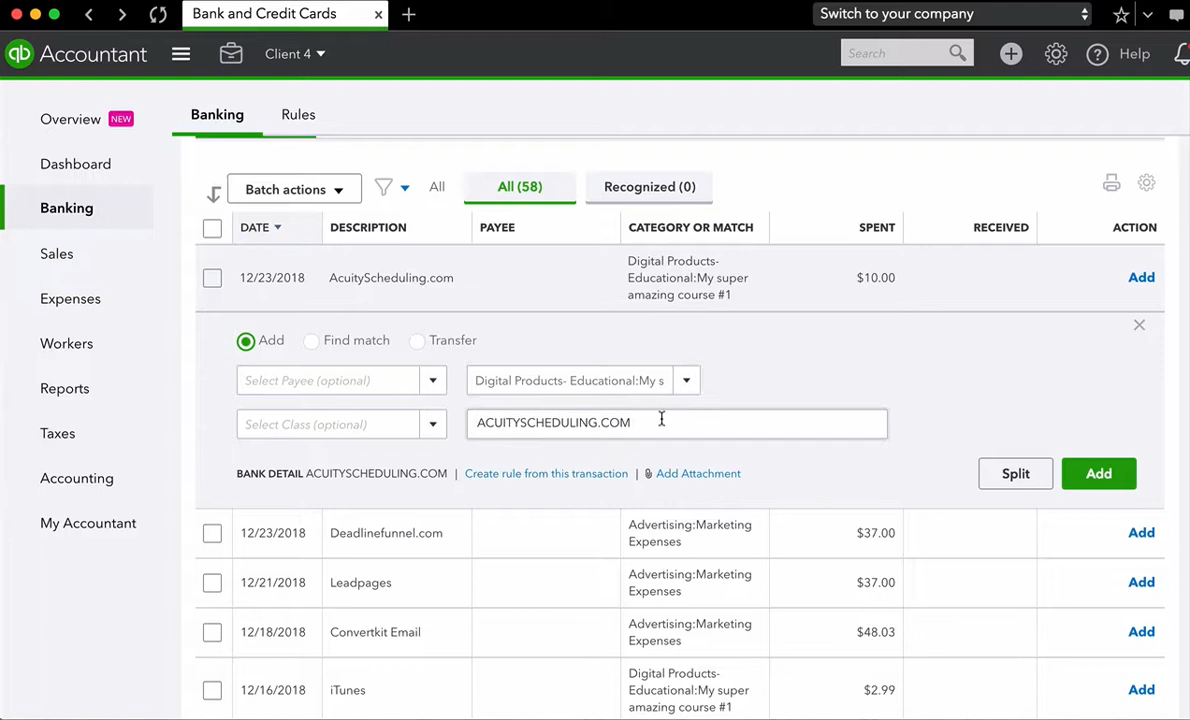 Bank and Credit Cards x +
Switch to your company
qb Accountant
Client 4
Search
Help
Overview NEW
Dashboard
Banking
Sales
Expenses
Workers
Reports
Taxes
Accounting
My Accountant
Banking Rules
Batch actions All All (58) Recognized (0)
DATE DESCRIPTION PAYEE CATEGORY OR MATCH SPENT RECEIVED ACTION
12/23/2018 AcuityScheduling.com Digital Products-
Educational:My super
amazing course #1
$10.00 Add
Add Find match Transfer
Select Payee (optional) Digital Products- Educational:My s
Select Class (optional) ACUITYSCHEDULING.COM
BANK DETAIL ACUITYSCHEDULING.COM | Create rule from this transaction | Add Attachment Split Add
12/23/2018 Deadlinefunnel.com Advertising:Marketing
Expenses
$37.00 Add
12/21/2018 Leadpages Advertising:Marketing
Expenses
$37.00 Add
12/18/2018 Convertkit Email Advertising:Marketing
Expenses
$48.03 Add
12/16/2018 iTunes Digital Products-
Educational:My super
amazing course #1
$2.99 Add